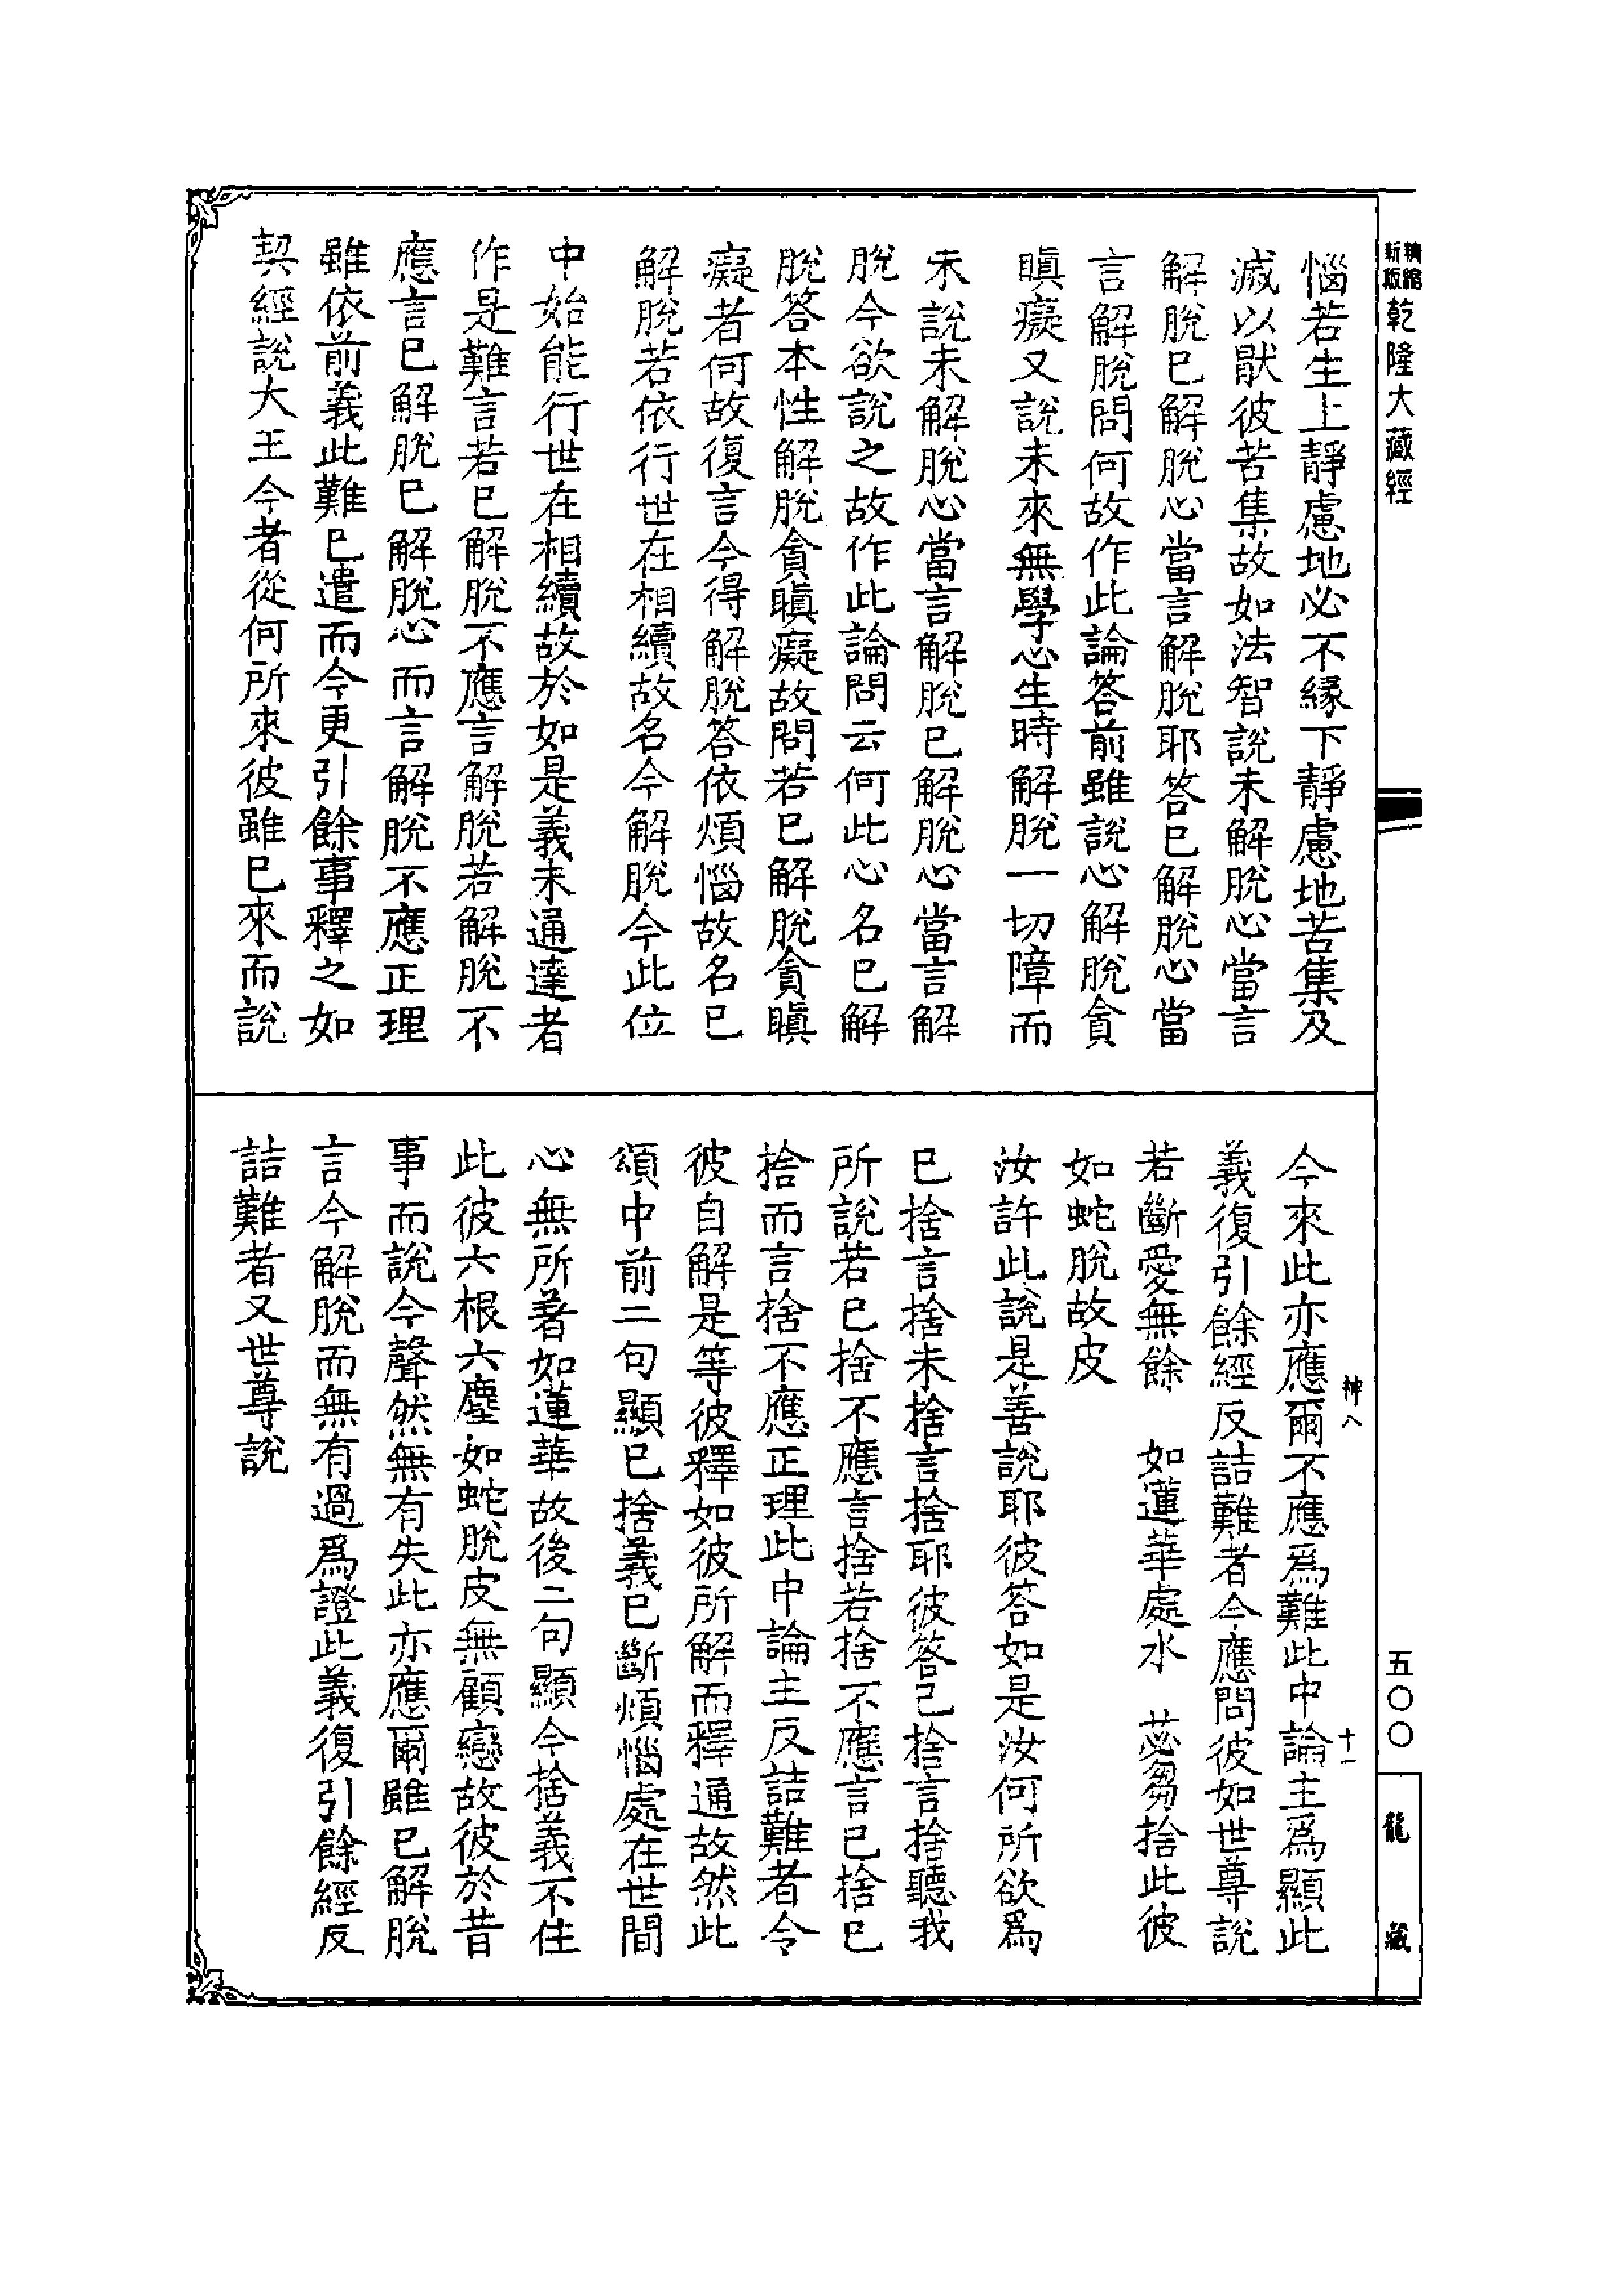 精縮
新版
乾隆大藏經
惱若生上靜慮地必不緣下靜慮地苦集及
滅以猒彼苦集故如法智說未解脫心當言
解脫已解脫心當言解脫耶答已解脫心當
言解脫問何故作此論答前雖說心解脫貪
瞋癡又說未來無學心生時解脫一切障而
未說未解脫心當言解脫已解脫心當言解
脫今欲說之故作此論問云何此心名已解
脫答本性解脫貪瞋癡故問若已解脫貪瞋
癡者何故復言今得解脫答依煩惱故名已
解脫若依行世在相續故名今解脫今此位
中始能行世在相續故於如是義未通達者
作是難言若已解脫不應言解脫若解脫不
應言已解脫已解脫心而言解脫不應正理
雖依前義此難已遣而今更引餘事釋之如
契經說大王今者從何所來彼雖已來而說
今來此亦應爾不應爲難此中論主爲顯此
義復引餘經反詰難者今應問彼如世尊說
若斷愛無餘 如蓮華處水 苾芻捨此彼
如蛇脫故皮
汝許此說是善說耶彼答如是汝何所欲爲
已捨言捨未捨言捨耶彼答已捨言捨聽我
所說若已捨不應言捨若捨不應言已捨已
捨而言捨不應正理此中論主反詰難者令
彼自解是等彼釋如彼所解而釋通故然此
頌中前二句顯已捨義已斷煩惱處在世間
心無所著如蓮華故後二句顯今捨義不住
此彼六根六塵如蛇脫皮無顧戀故彼於昔
事而說今聲然無有失此亦應爾雖已解脫
言今解脫而無有過爲證此義復引餘經反
詰難者又世尊說
神八
十一
五〇〇
龍藏